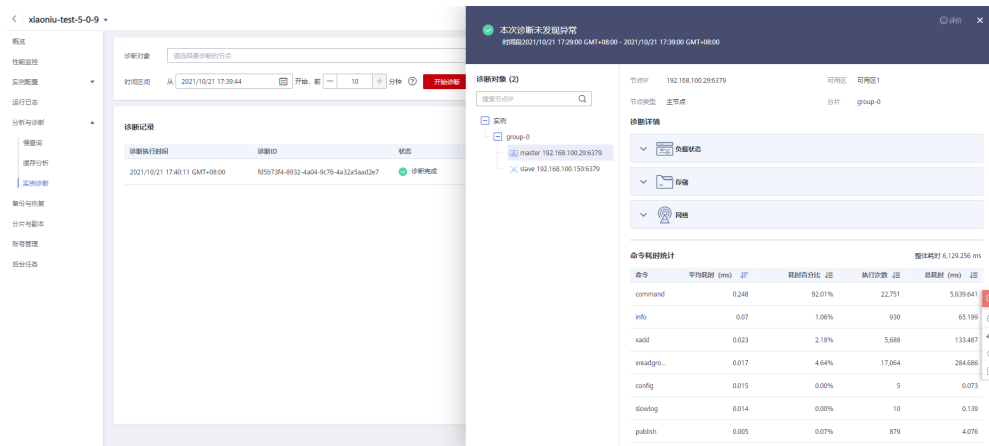 xiaoniu-test-5-0-9
概览
性能监控
实例配置
运行日志
分析与诊断
慢查询
缓存分析
实例诊断
备份与恢复
分片与副本
账号管理
后台任务
诊断对象 请选择要诊断的节点
时间区间 从 2021/10/21 17:39:44 开始，前 10 分钟 开始诊断
诊断记录
诊断执行时间 诊断ID 状态
2021/10/21 17:40:11 GMT+08:00 fd5b73f4-8932-4a04-9c76-4a32a5aad2e7 诊断完成
评价
本次诊断未发现异常
时间段2021/10/21 17:29:00 GMT+08:00 - 2021/10/21 17:39:00 GMT+08:00
诊断对象 (2)
搜索节点IP
实例
group-0
master 192.168.100.29:6379
slave 192.168.100.150:6379
节点IP 192.168.100.29:6379 可用区 可用区1
节点类型 主节点 分片 group-0
诊断详情
负载状态
存储
网络
命令耗时统计 整体耗时 6,129.256 ms
命令 平均耗时 (ms) 耗时百分比 执行次数 总耗时 (ms)
command 0.248 92.01% 22,751 5,639.641
info 0.07 1.06% 930 65.199
xadd 0.023 2.18% 5,688 133.487
xreadgro... 0.017 4.64% 17,064 284.686
config 0.015 0.00% 5 0.073
slowlog 0.014 0.00% 10 0.139
publish 0.005 0.07% 879 4.076